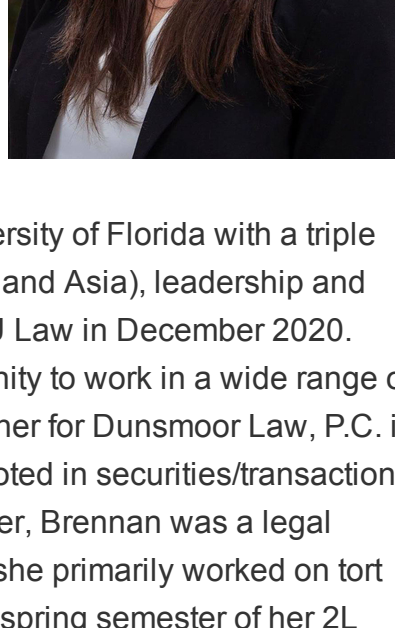 ersity of Florida with a triple
and Asia), leadership and
Law in December 2020.
nity to work in a wide range
ner for Dunsmoor Law, P.C.
oted in securities/transaction
er, Brennan was a legal
she primarily worked on tort
spring semester of her 2L